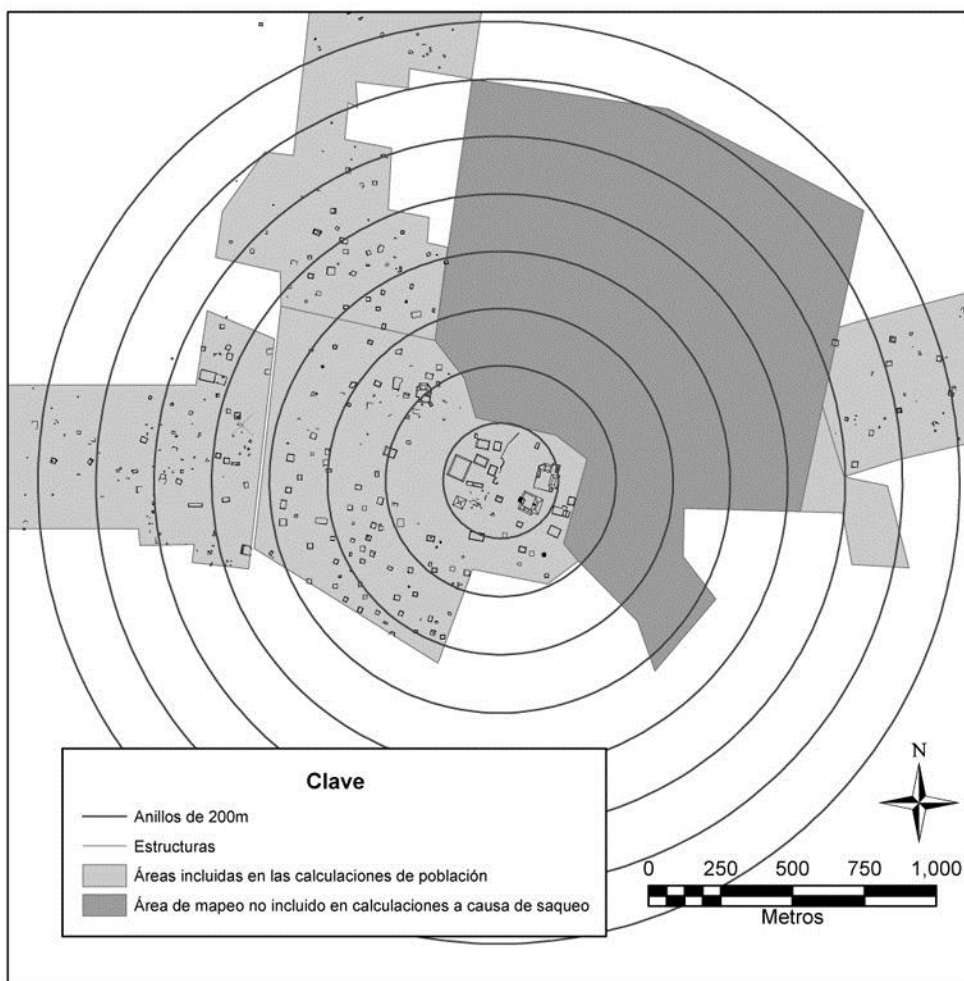 Clave
Anillos de 200m
Estructuras
Áreas incluidas en las calculaciones de población
Área de mapeo no incluido en calculaciones a causa de saqueo
N
0 250 500 750 1,000
Metros